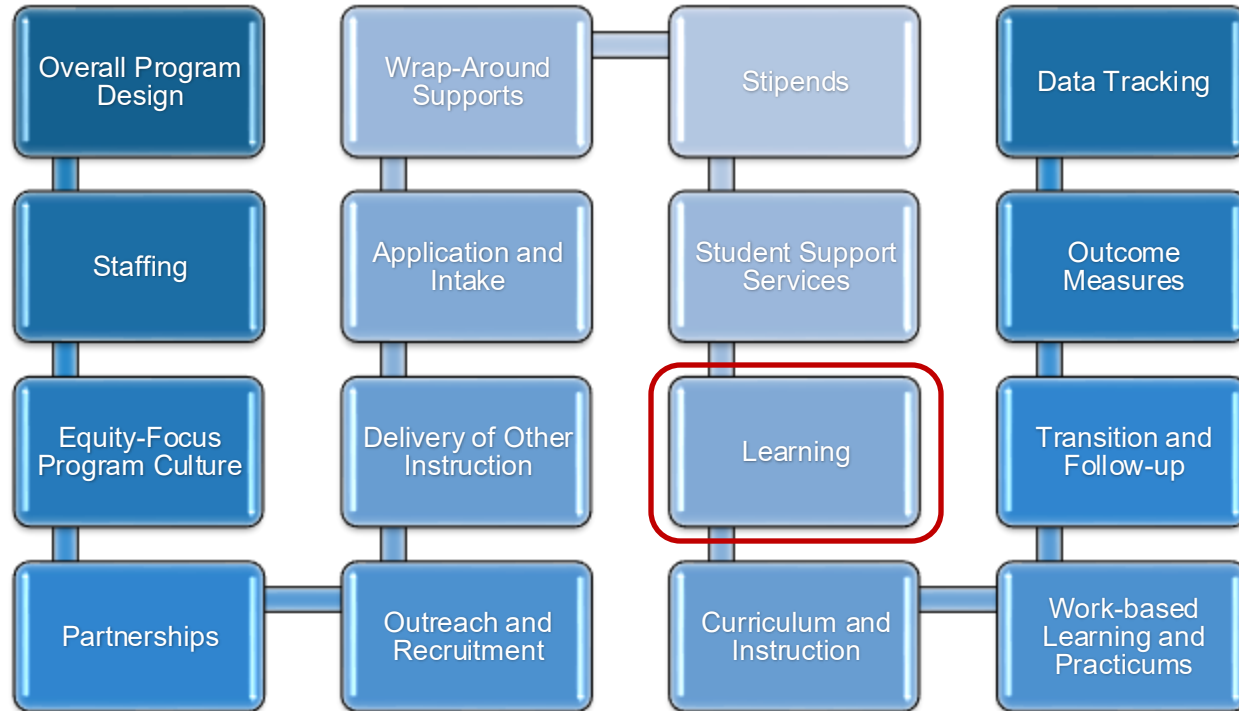 Overall Program
Design
Staffing
Equity-Focus
Program Culture
Partnerships
Outreach and
Recruitment
Delivery of Other
Instruction
Application and
Intake
Wrap-Around
Supports
Stipends
Student Support
Services
Learning
Curriculum and
Instruction
Work-based
Learning and
Practicums
Transition and
Follow-up
Outcome
Measures
Data Tracking